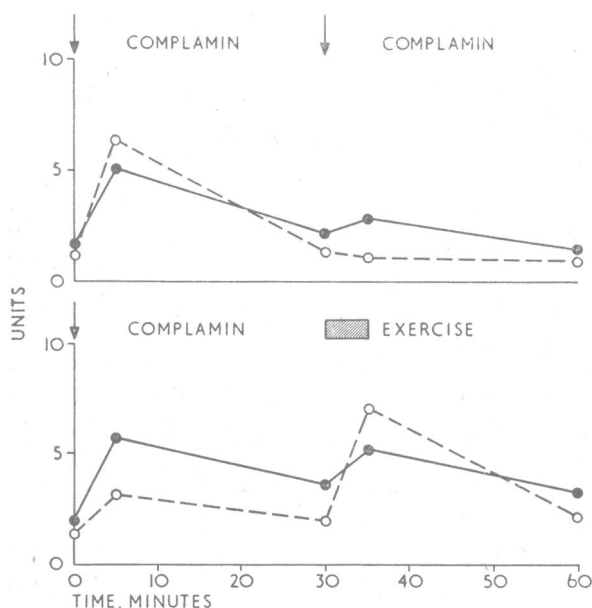 COMPLAMIN COMPLAMIN
10
5
0
UNITS
COMPLAMIN EXERCISE
10
5
0
0 10 20 30 40 50 60
TIME, MINUTES